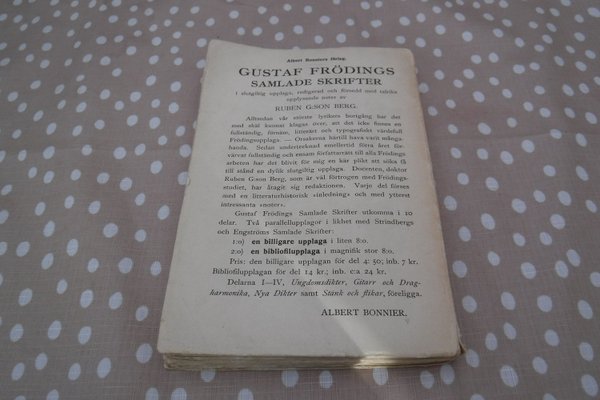 Albert Bonniers förlag.
GUSTAF FRÖDINGS
SAMLADE SKRIFTER
i slutgiltig upplaga, redigerad och försedd med talrika
upplysande noter av
RUBEN G:SON BERG.
Alltsedan vår störste lyrikers bortgång har det
med skäl kunnat klagas över, att det icke finnes en
fullständig, förnäm, litterärt och typografiskt värdefull
Frödingsupplaga. — Orsakerna härtill hava varit många-
handa. Sedan undertecknad emellertid förra året för-
värvat fullständig och ensam författarrätt till alla Frödings
arbeten har det blivit för mig en kär plikt att söka få
till stånd en dylik slutgiltig upplaga. Docenten, doktor
Ruben G:son Berg, som är väl förtrogen med Frödings-
studiet, har åtagit sig redaktionen. Varje del förses
med en litteraturhistorisk »inledning» och med ytterst
intressanta »noter».
Gustaf Frödings Samlade Skrifter utkomma i 10
delar. Två parallellupplagor i likhet med Strindbergs
och Engströms Samlade Skrifter:
1:o) en billigare upplaga i liten 8:o.
2:o) en bibliofilupplaga i magnifik stor 8:o.
Pris: den billigare upplagan för del 4: 50; inb. 7 kr.
Bibliofilupplagan för del 14 kr.; inb. c:a 24 kr.
Delarna I—IV, Ungdomsdikter, Gitarr och Drag-
harmonika, Nya Dikter samt Stänk och flikar, föreligga.
ALBERT BONNIER.